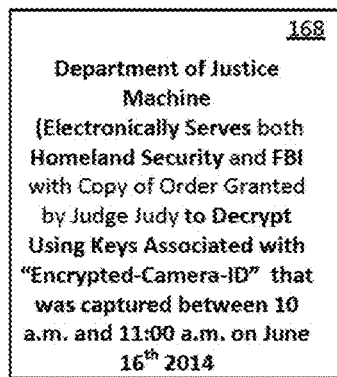 168
Department of Justice
Machine
(Electronically Serves both
Homeland Security and FBI
with Copy of Order Granted
by Judge Judy to Decrypt
Using Keys Associated with
“Encrypted-Camera-ID” that
was captured between 10
a.m. and 11:00 a.m. on June
16th 2014